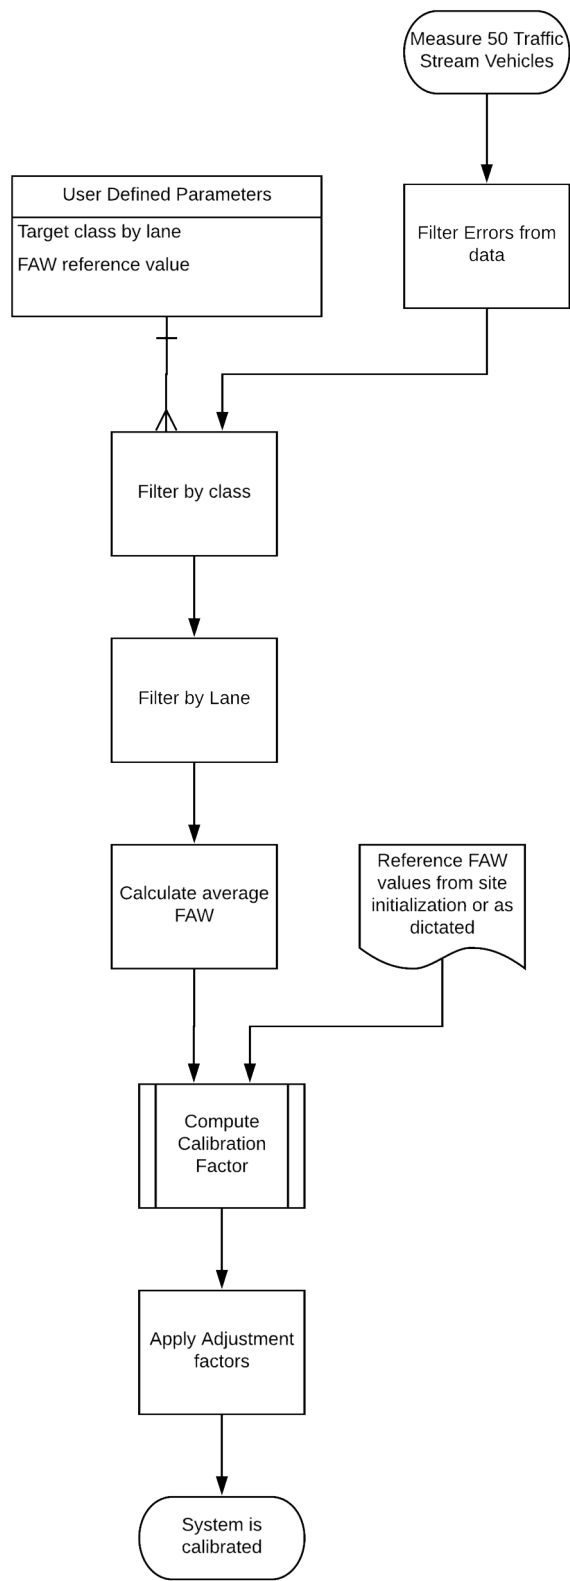 Measure 50 Traffic
Stream Vehicles
User Defined Parameters
Target class by lane
FAW reference value
Filter Errors from
data
Filter by class
Filter by Lane
Calculate average
FAW
Reference FAW
values from site
initialization or as
dictated
Compute
Calibration
Factor
Apply Adjustment
factors
System is
calibrated